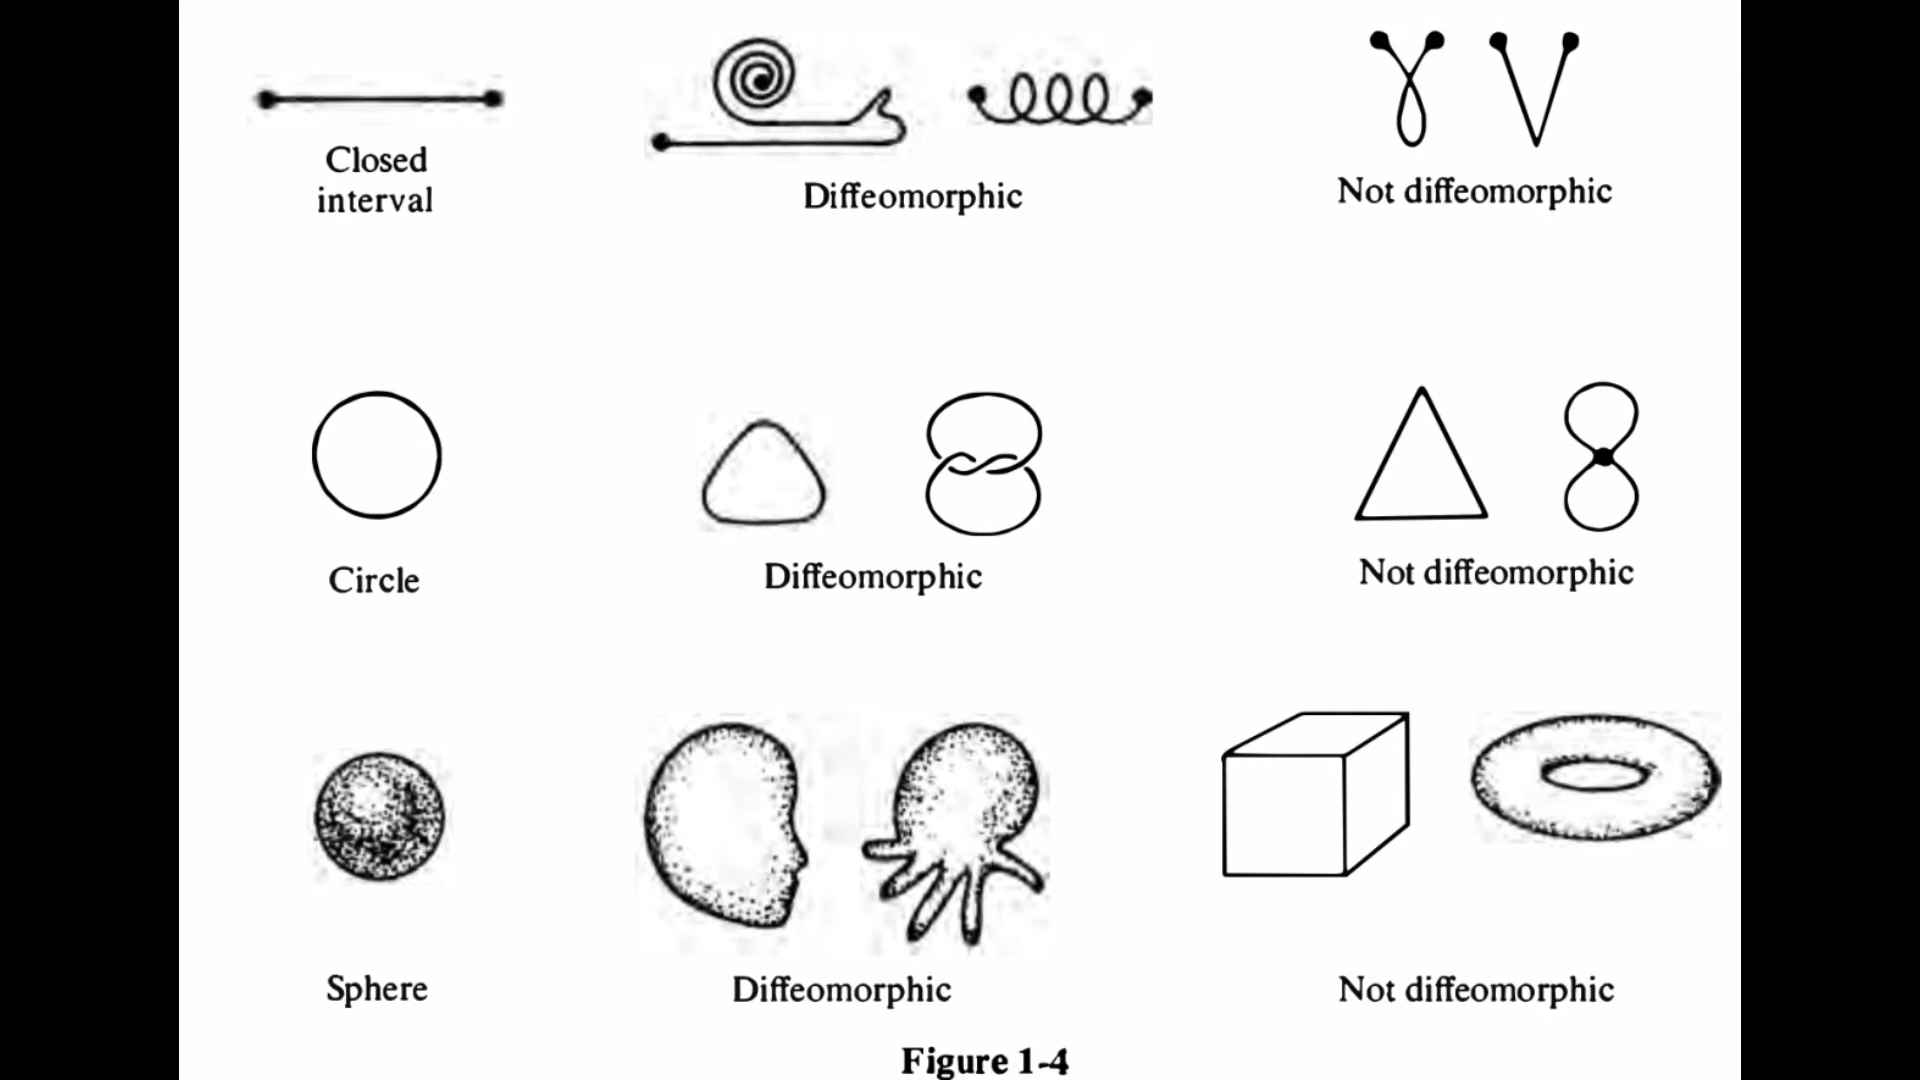 Closed
interval
Diffeomorphic
Not diffeomorphic
Circle
Diffeomorphic
Not diffeomorphic
Sphere
Diffeomorphic
Not diffeomorphic
Figure 1-4